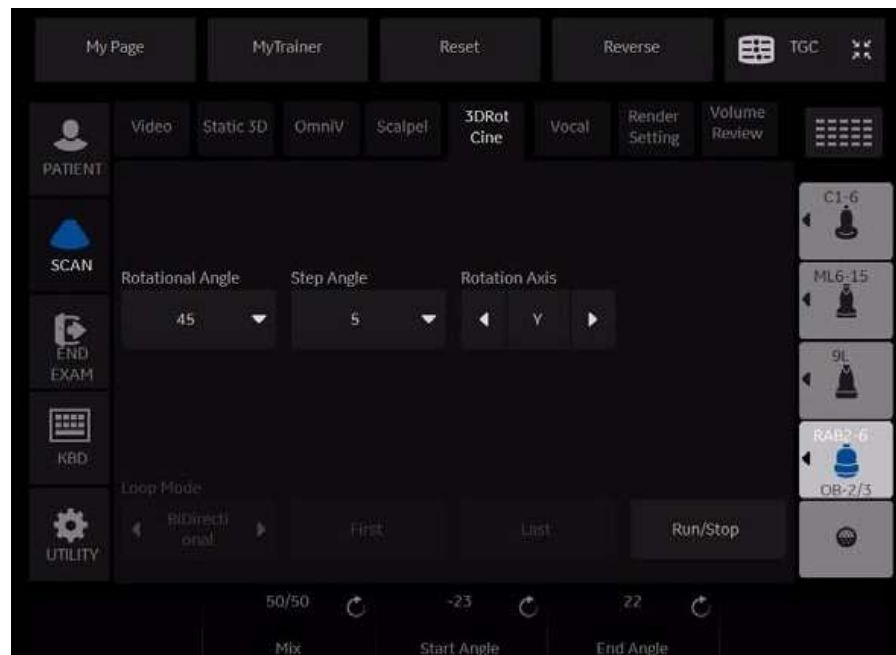 My Page
MyTrainer
Reset
Reverse
TGC
PATIENT
SCAN
END
EXAM
KBD
UTILITY
Video
Static 3D
OmniV
Scalpel
3DRot
Cine
Vocal
Render
Setting
Volume
Review
Rotational Angle
45
Step Angle
5
Rotation Axis
Y
Loop Mode
BIDirecti
onal
First
Last
Run/Stop
C1-6
ML6-15
9L
RAB2-6
OB-2/3
50/50
Mix
-23
Start Angle
22
End Angle